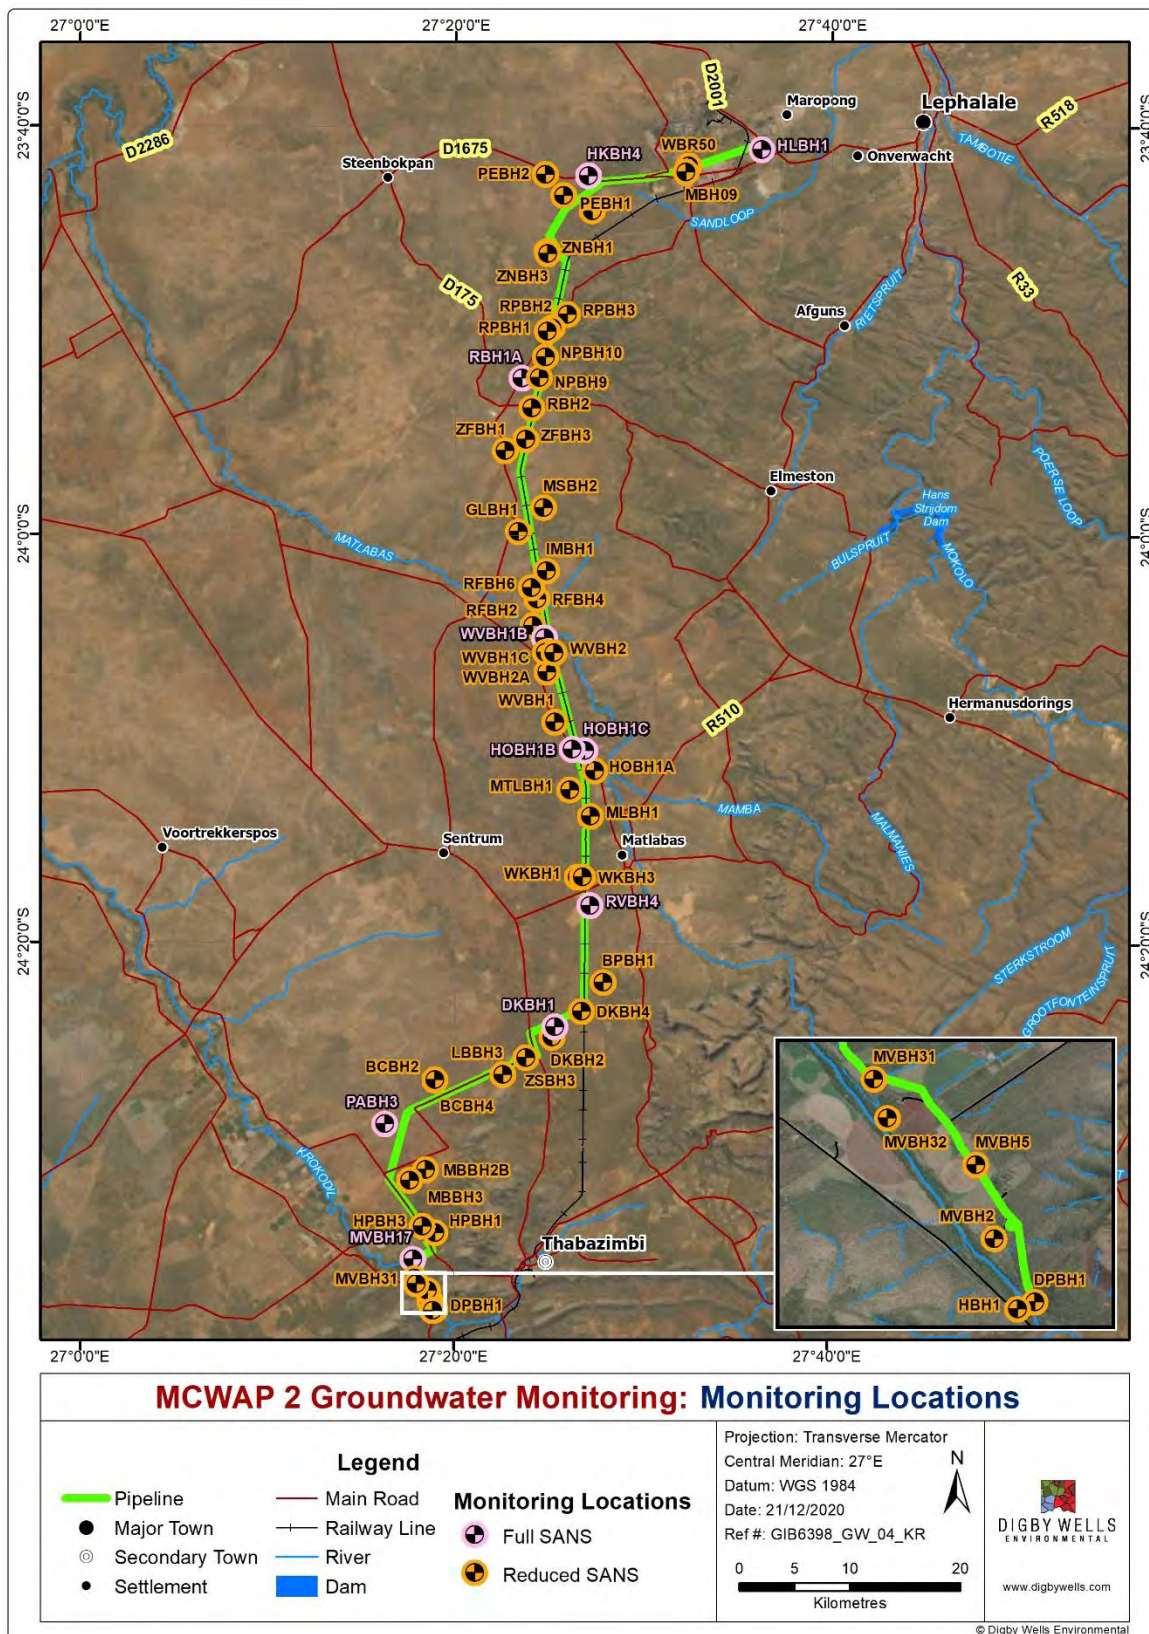 27°0'0"E
27°20'0"E
27°40'0"E
23°40'0"S
23°40'0"S
D2001
Maropong
Lephalale
R518
D2286
TAMBOTIE
D1675
WBR50
HLBH1
Steenbokpan
HKBH4
Onverwacht
PEBH2
MBH09
PEBH1
SANDLOOP
ZNBH1
ZNBH3
R33
D175
RIETSPRUIT
RPBH2
RPBH3
Afguns
RPBH1
RBH1A
NPBH10
NPBH9
RBH2
ZFBH1
ZFBH3
POERSE LOOP
Elmeston
MSBH2
Hans
Strijdom
Dam
GLBH1
24°0'0"S
24°0'0"S
MATLABAS
BULSPRUIT
IMBH1
MOKOLO
RFBH6
RFBH4
RFBH2
WVBH1B
WVBH2
WVBH1C
WVBH2A
WVBH1
Hermanusdorings
R510
HOBH1C
HOBH1B
HOBH1A
MTLBH1
MAMBA
MLBH1
MALMANIES
Voortrekkerspos
Sentrum
Matlabas
WKBH1
WKBH3
RVBH4
24°20'0"S
24°20'0"S
STERKSTROOM
BPBH1
GROOTFONTEINSPRUIT
DKBH1
DKBH4
LBBH3
DKBH2
BCBH2
ZSBH3
BCBH4
PABH3
KROKODIL
MBBH2B
MBBH3
HPBH3
HPBH1
MVBH17
Thabazimbi
MVBH31
DPBH1
MVBH31
MVBH32
MVBH5
MVBH2
DPBH1
HBH1
27°0'0"E
27°20'0"E
27°40'0"E
MCWAP 2 Groundwater Monitoring: Monitoring Locations
Legend
Pipeline
Major Town
Secondary Town
Settlement
Main Road
Railway Line
River
Dam
Monitoring Locations
Full SANS
Reduced SANS
Projection: Transverse Mercator
Central Meridian: 27°E
Datum: WGS 1984
Date: 21/12/2020
Ref #: GIB6398_GW_04_KR
N
0 5 10 20
Kilometres
DIGBY WELLS
ENVIRONMENTAL
www.digbywells.com
© Digby Wells Environmental